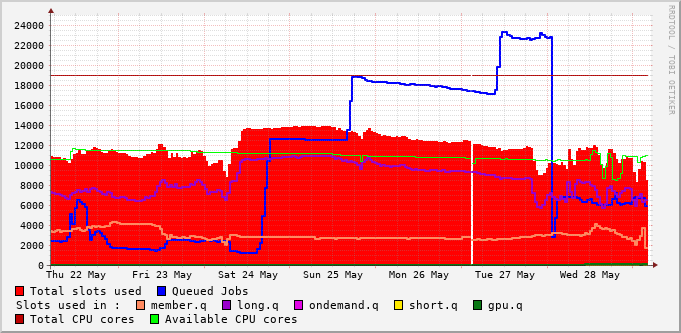 24000
22000
20000
18000
16000
14000
12000
10000
8000
6000
4000
2000
0
Thu 22 May Fri 23 May Sat 24 May Sun 25 May Mon 26 May Tue 27 May Wed 28 May
Total slots used Queued Jobs
Slots used in : member.q long.q ondemand.q short.q gpu.q
Total CPU cores Available CPU cores
RRDTOOL / TOBI OETIKER